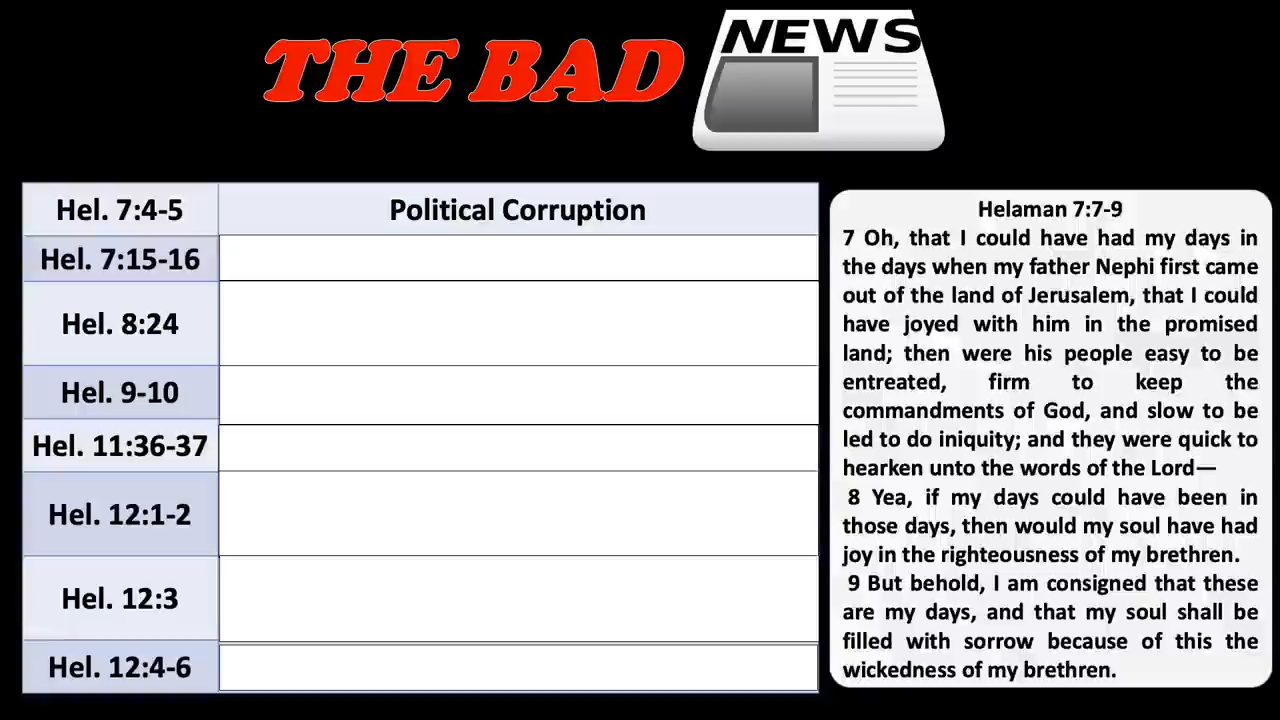 THE BAD
NEWS
Hel. 7:4-5
Political Corruption
Hel. 7:15-16
Hel. 8:24
Hel. 9-10
Hel. 11:36-37
Hel. 12:1-2
Hel. 12:3
Hel. 12:4-6
Helaman 7:7-9
7 Oh, that I could have had my days in
the days when my father Nephi first came
out of the land of Jerusalem, that I could
have joyed with him in the promised
land; then were his people easy to be
entreated, firm to keep the
commandments of God, and slow to be
led to do iniquity; and they were quick to
hearken unto the words of the Lord—
8 Yea, if my days could have been in
those days, then would my soul have had
joy in the righteousness of my brethren.
9 But behold, I am consigned that these
are my days, and that my soul shall be
filled with sorrow because of this the
wickedness of my brethren.